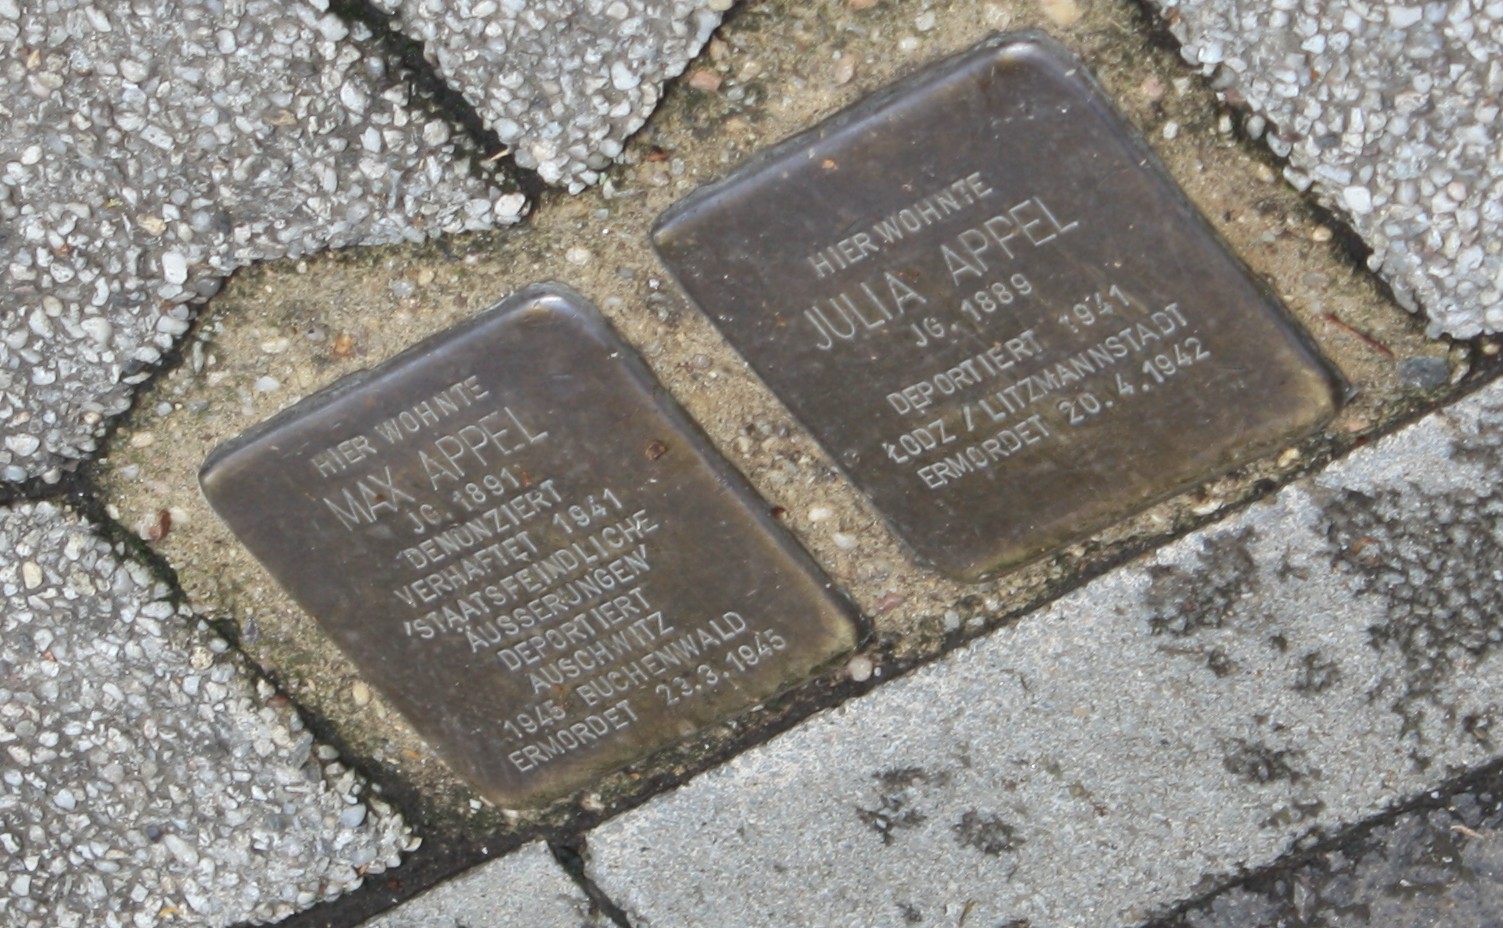 HIER WOHNTE
MAX APPEL
JG. 1891
DENUNZIERT
VERHAFTET 1941
'STAATSFEINDLICHE
ÄUSSERUNGEN'
DEPORTIERT
AUSCHWITZ
1945 BUCHENWALD
ERMORDET 23.3.1945
HIER WOHNTE
JULIA APPEL
JG. 1889
DEPORTIERT 1941
ŁODZ / LITZMANNSTADT
ERMORDET 20.4.1942